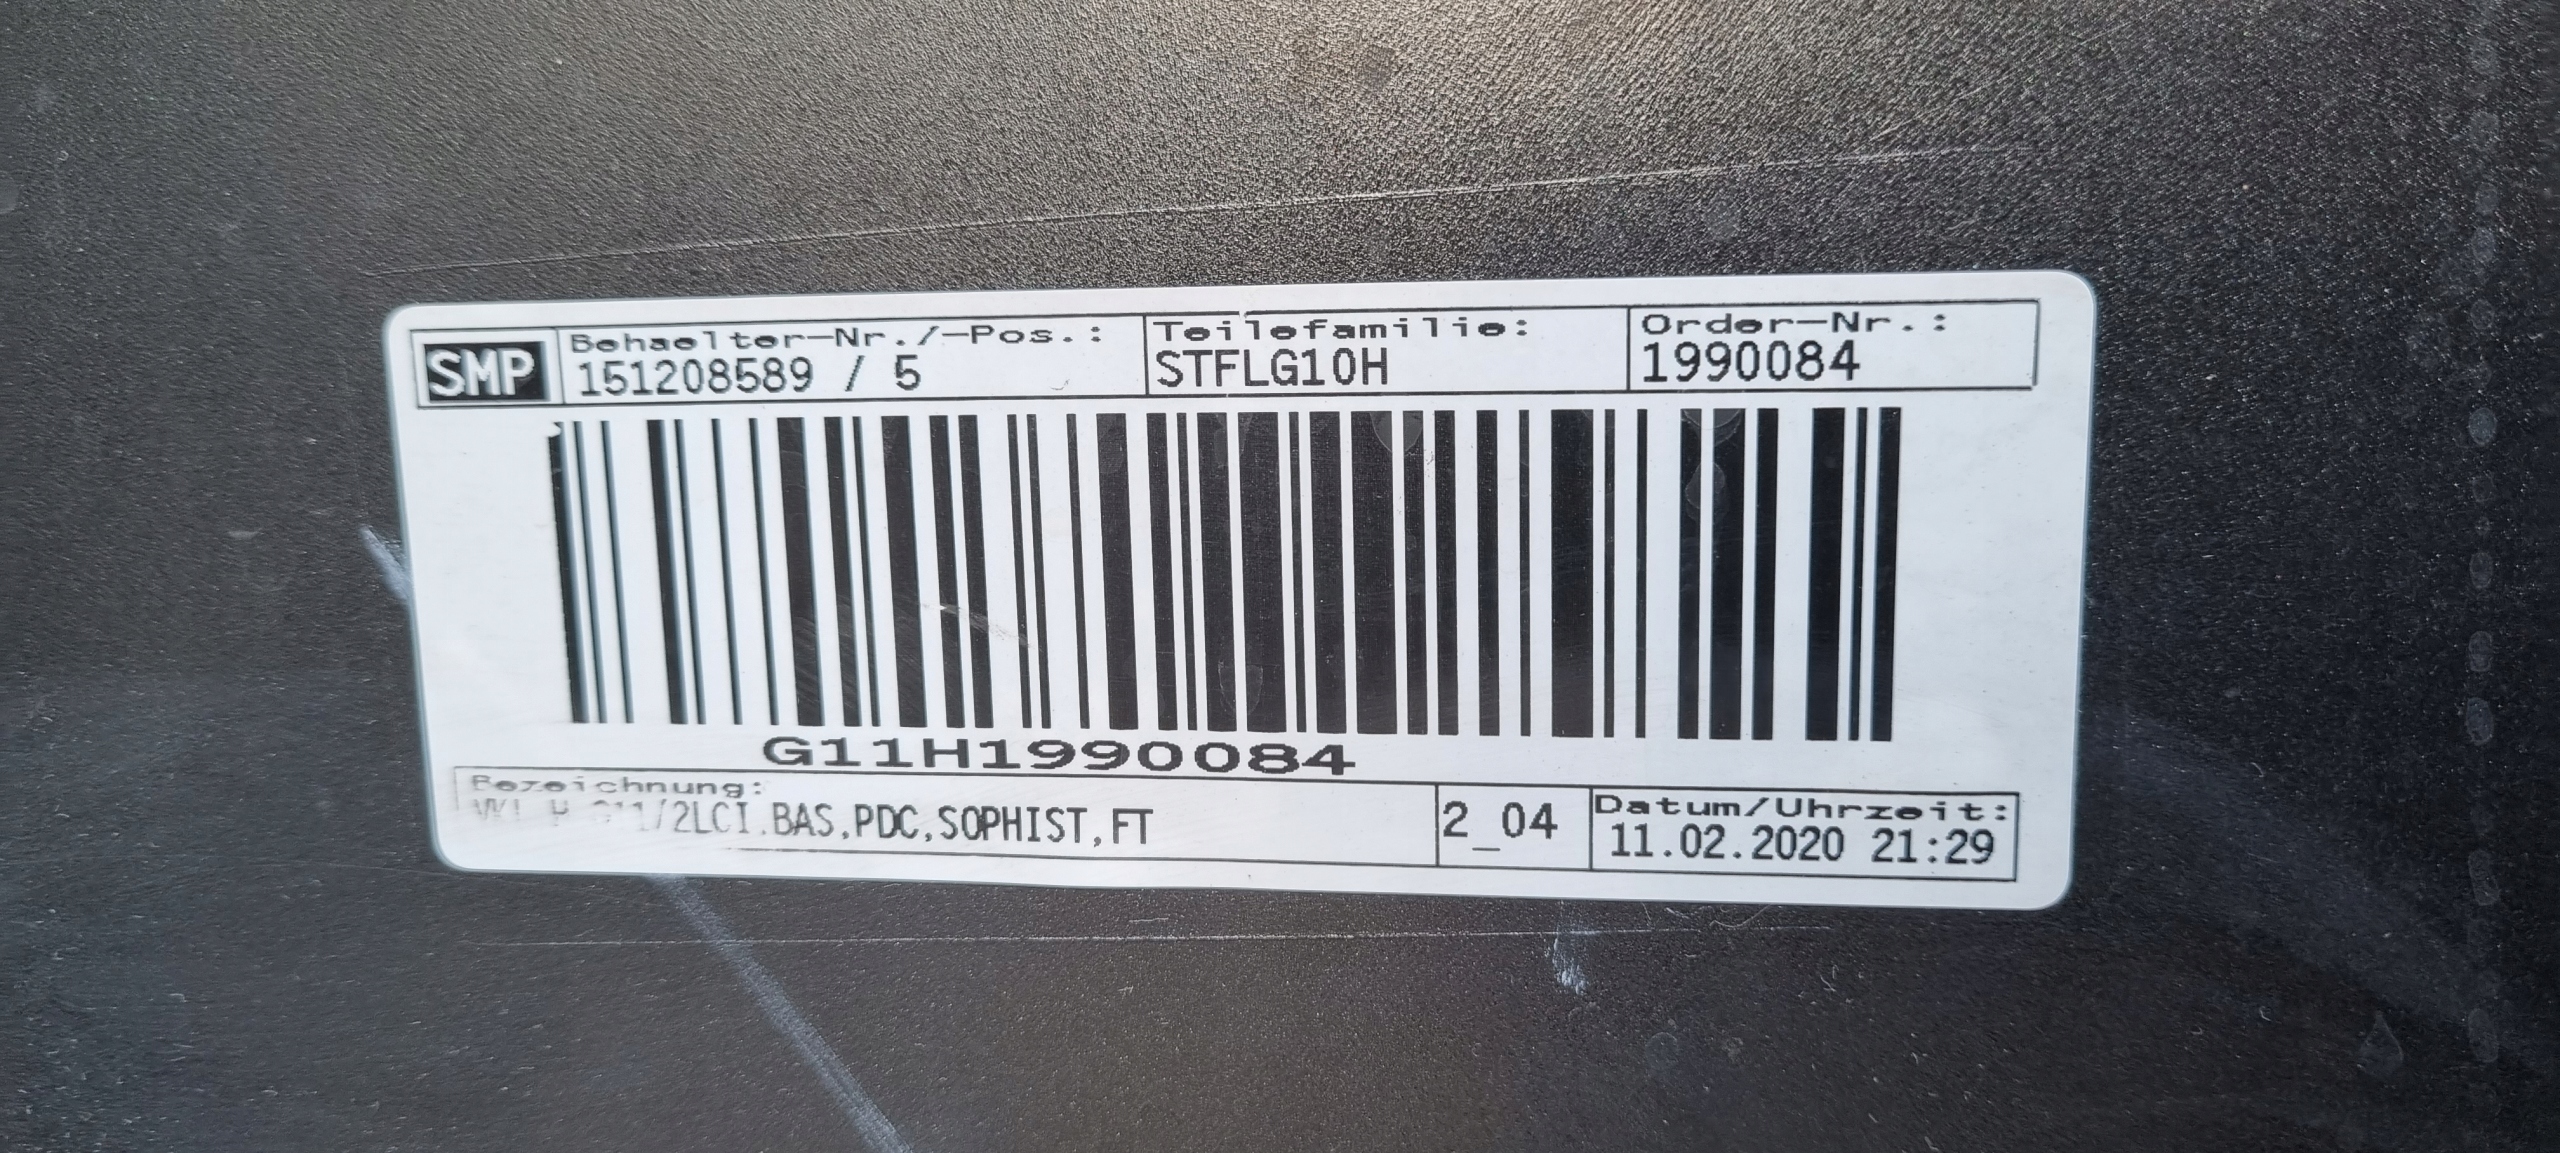 SMP
Behaelter-Nr./-Pos.:
151208589 / 5
Teilefamilie:
STFLG10H
Order-Nr.:
1990084
G11H1990084
Bezeichnung:
H G11/2LCI.BAS,PDC,SOPHIST,FT
2_04
Datum/Uhrzeit:
11.02.2020 21:29